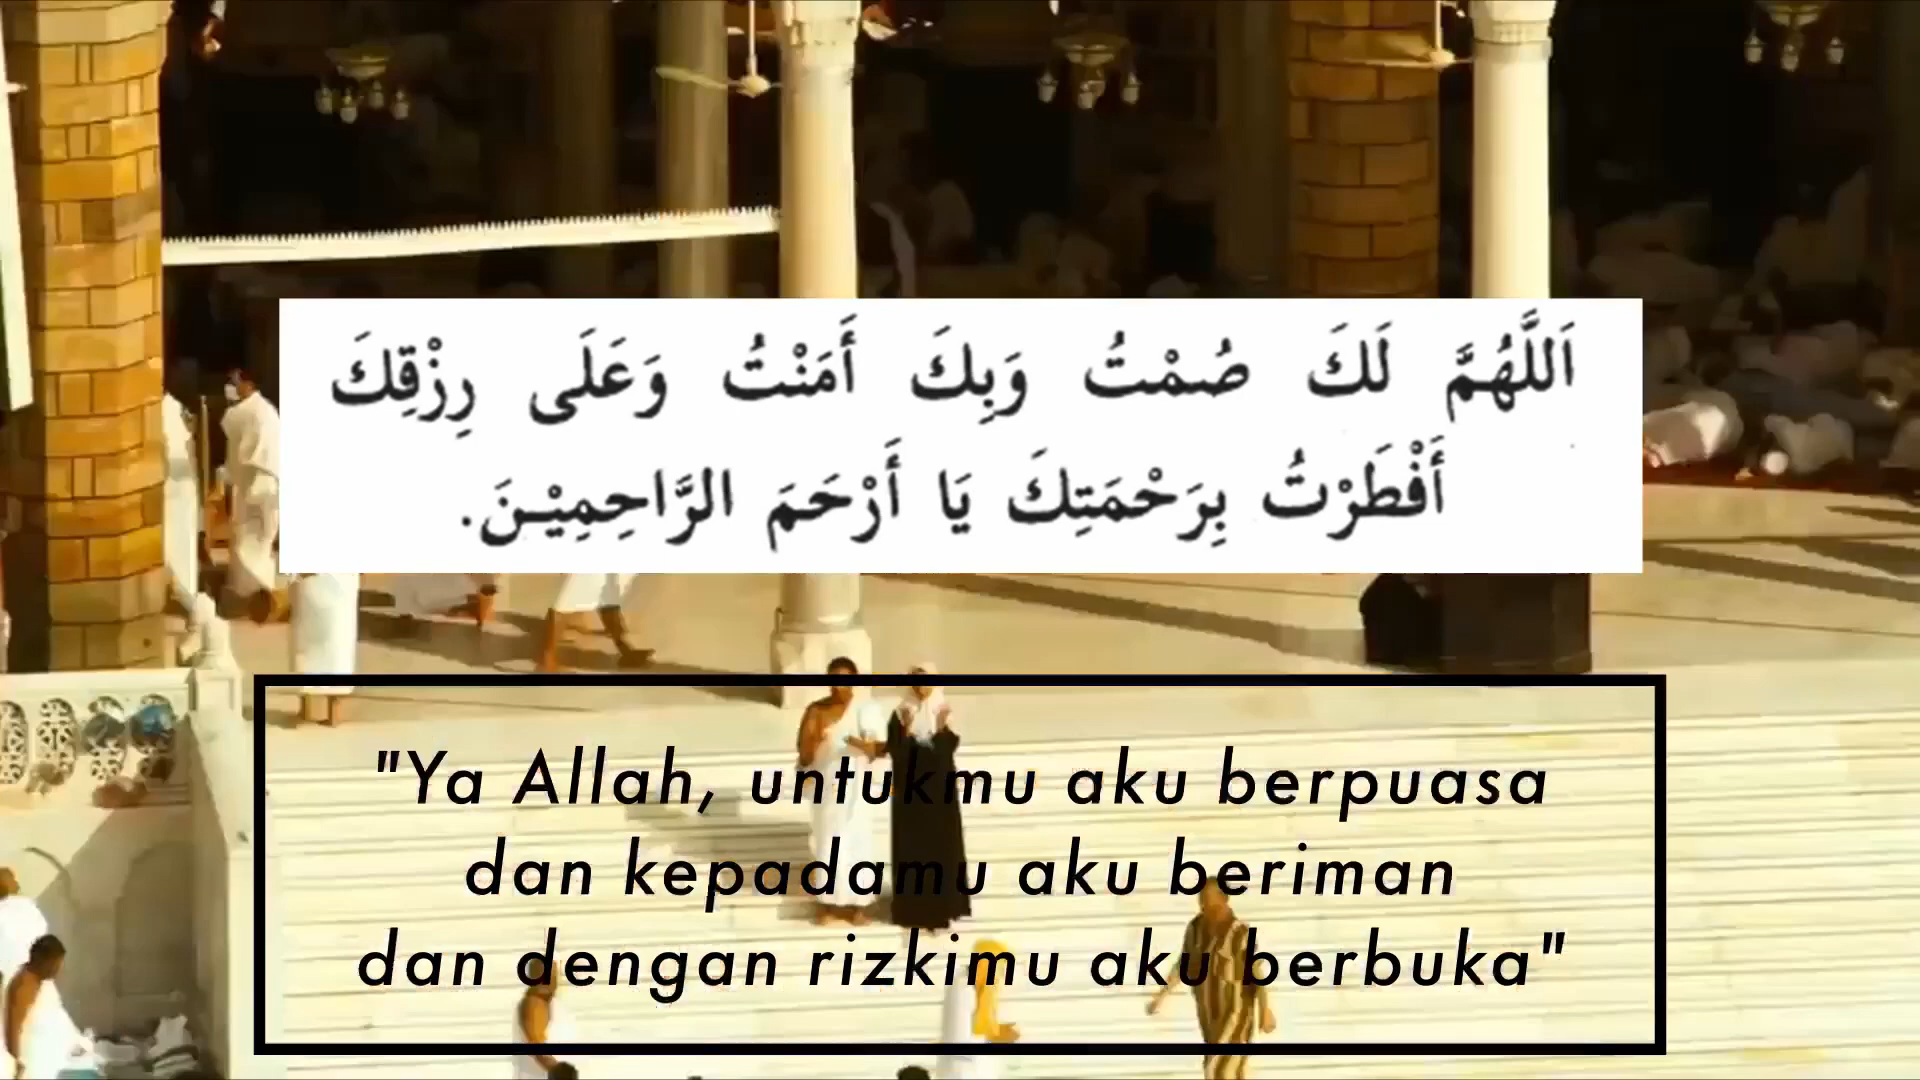 اَللَّهُمَّ لَكَ صُمْتُ وَبِكَ أَمَنْتُ وَعَلَى رِزْقِكَ
أَفْطَرْتُ بِرَحْمَتِكَ يَا أَرْحَمَ الرَّاحِمِيْنَ.
"Ya Allah, untukmu aku berpuasa
dan kepadamu aku beriman
dan dengan rizkimu aku berbuka"